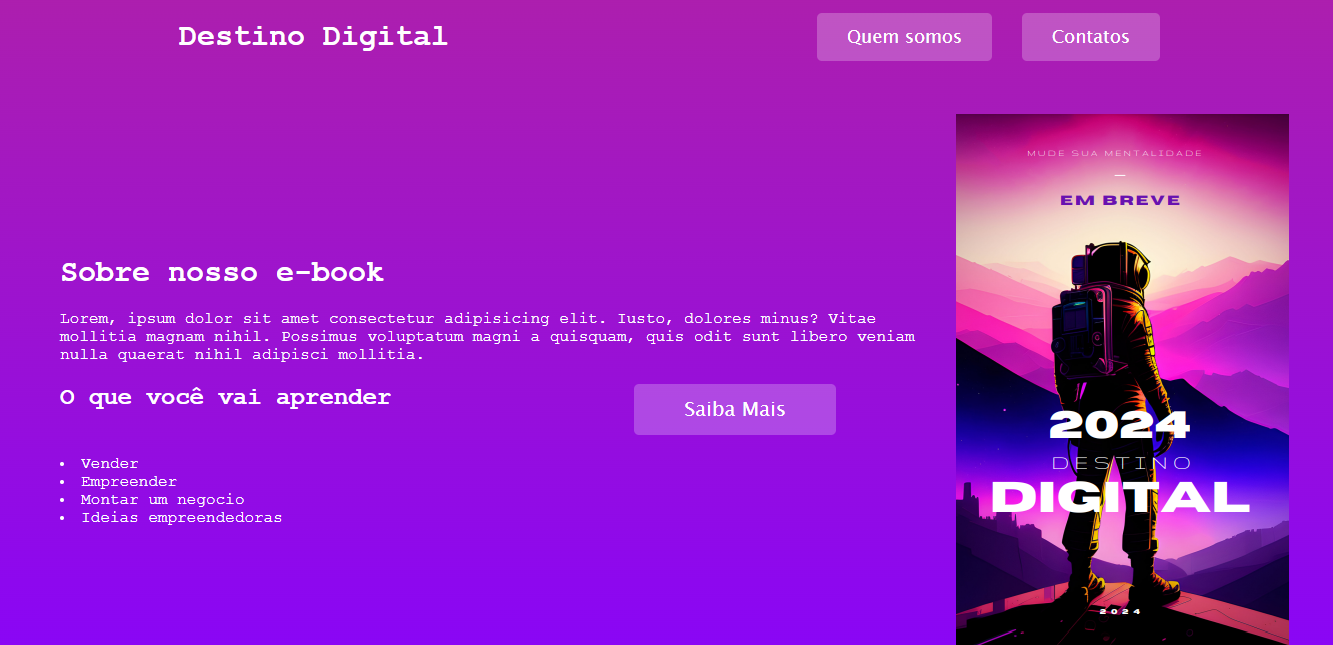 Destino Digital
Quem somos
Contatos
Sobre nosso e-book
Lorem, ipsum dolor sit amet consectetur adipisicing elit. Iusto, dolores minus? Vitae
mollitia magnam nihil. Possimus voluptatum magni a quisquam, quis odit sunt libero veniam
nulla quaerat nihil adipisci mollitia.
O que você vai aprender
Saiba Mais
• Vender
• Empreender
• Montar um negocio
• Ideias empreendedoras
MUDE SUA MENTALIDADE
—
EM BREVE
2024
DESTINO
DIGITAL
2024